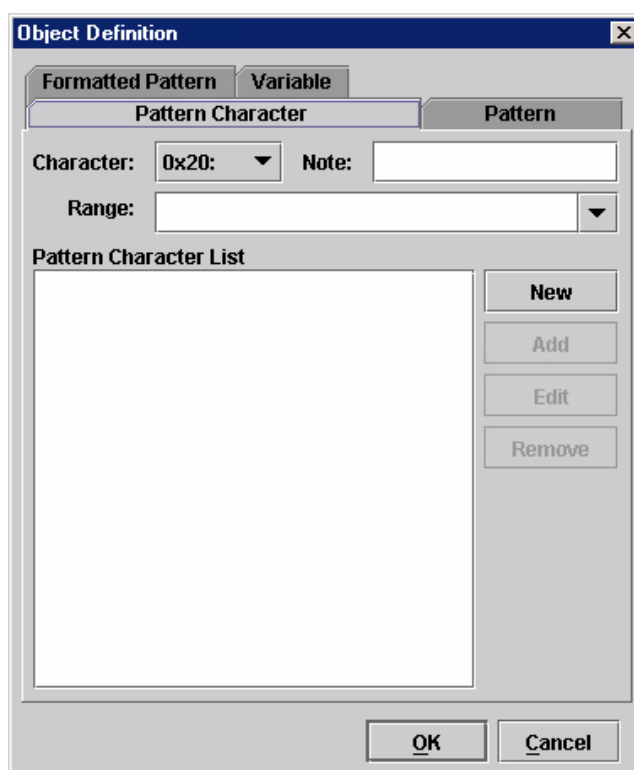 Object Definition
Formatted Pattern Variable
Pattern Character Pattern
Character: 0x20: Note:
Range:
Pattern Character List
New
Add
Edit
Remove
OK Cancel